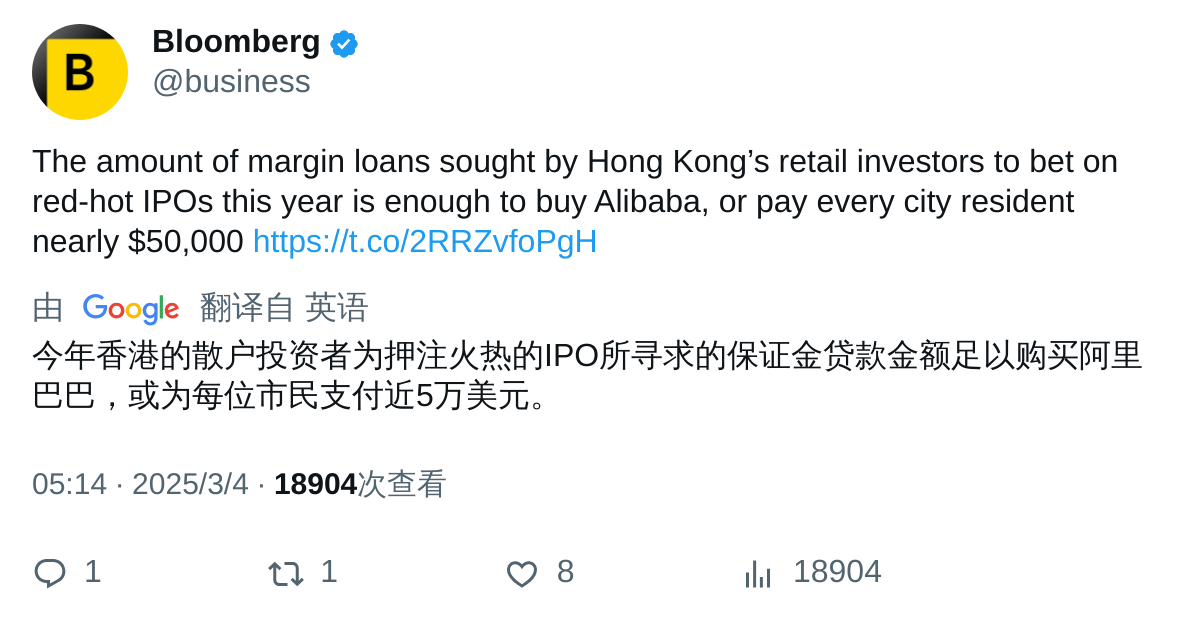 B
Bloomberg
@business
The amount of margin loans sought by Hong Kong’s retail investors to bet on
red-hot IPOs this year is enough to buy Alibaba, or pay every city resident
nearly $50,000 https://t.co/2RRZvfoPgH
由 Google 翻译自 英语
今年香港的散户投资者为押注火热的IPO所寻求的保证金贷款金额足以购买阿里
巴巴，或为每位市民支付近5万美元。
05:14 · 2025/3/4 · 18904次查看
1 1 8 18904